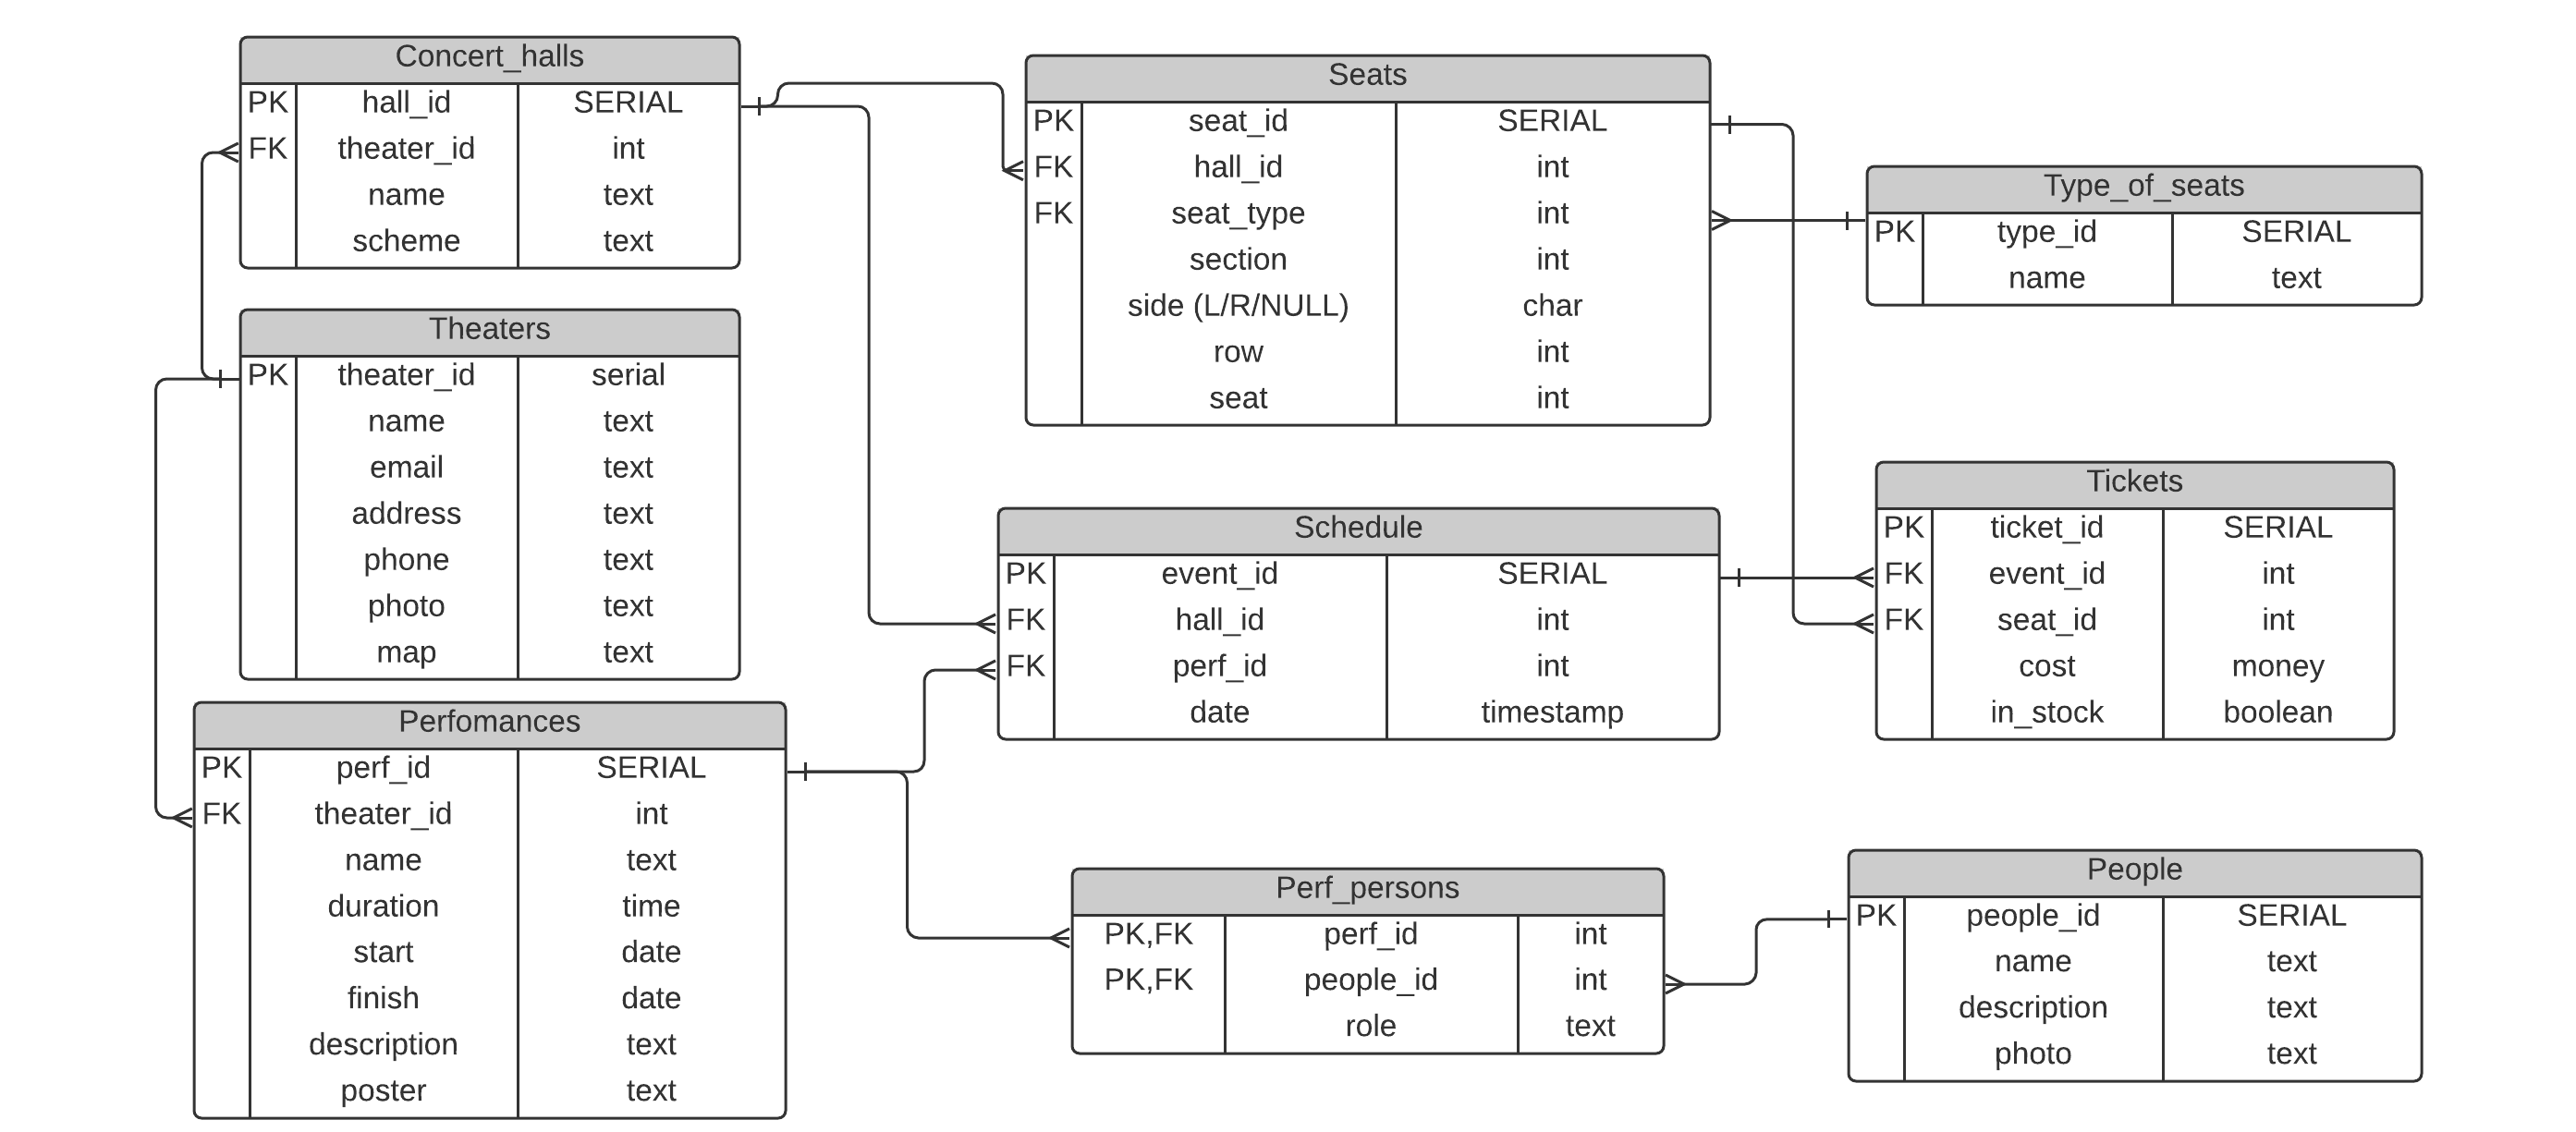 Concert_halls
PK hall_id SERIAL
FK theater_id int
name text
scheme text
Theaters
PK theater_id serial
name text
email text
address text
phone text
photo text
map text
Perfomances
PK perf_id SERIAL
FK theater_id int
name text
duration time
start date
finish date
description text
poster text
Seats
PK seat_id SERIAL
FK hall_id int
FK seat_type int
section int
side (L/R/NULL) char
row int
seat int
Schedule
PK event_id SERIAL
FK hall_id int
FK perf_id int
date timestamp
Perf_persons
PK,FK perf_id int
PK,FK people_id int
role text
Type_of_seats
PK type_id SERIAL
name text
Tickets
PK ticket_id SERIAL
FK event_id int
FK seat_id int
cost money
in_stock boolean
People
PK people_id SERIAL
name text
description text
photo text